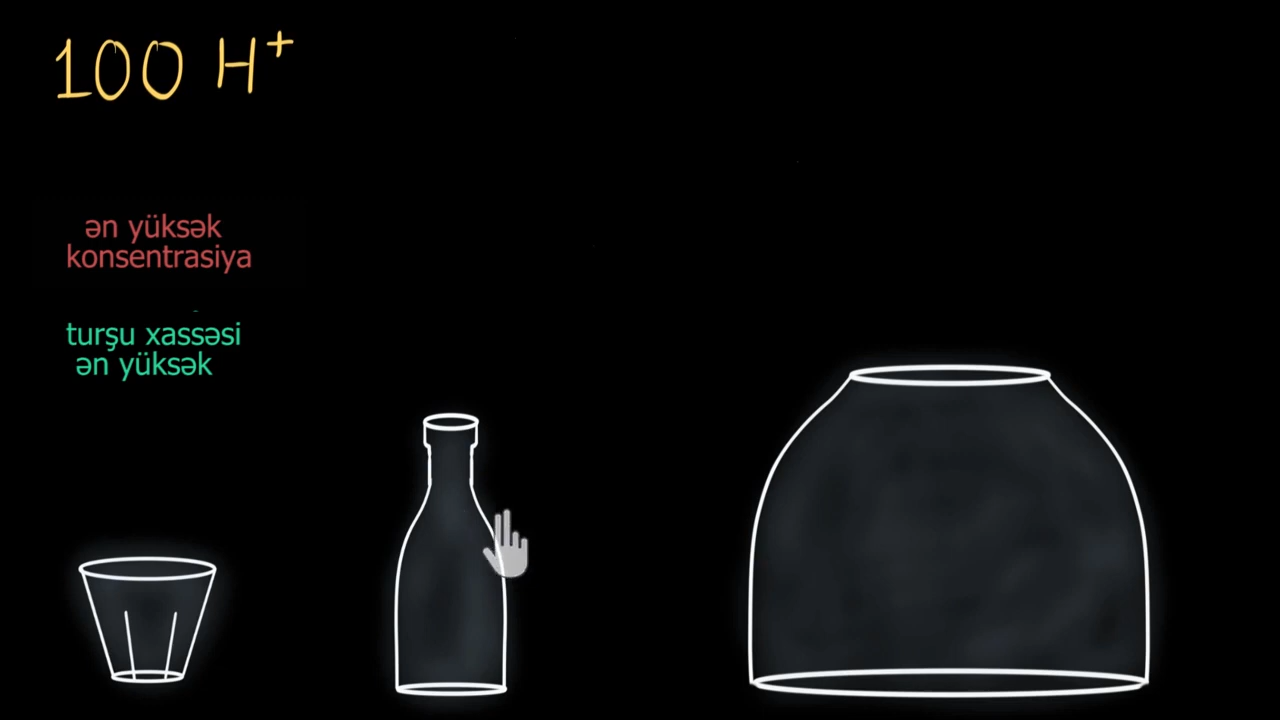 100 H⁺
ən yüksək
konsentrasiya
turşu xassəsi
ən yüksək